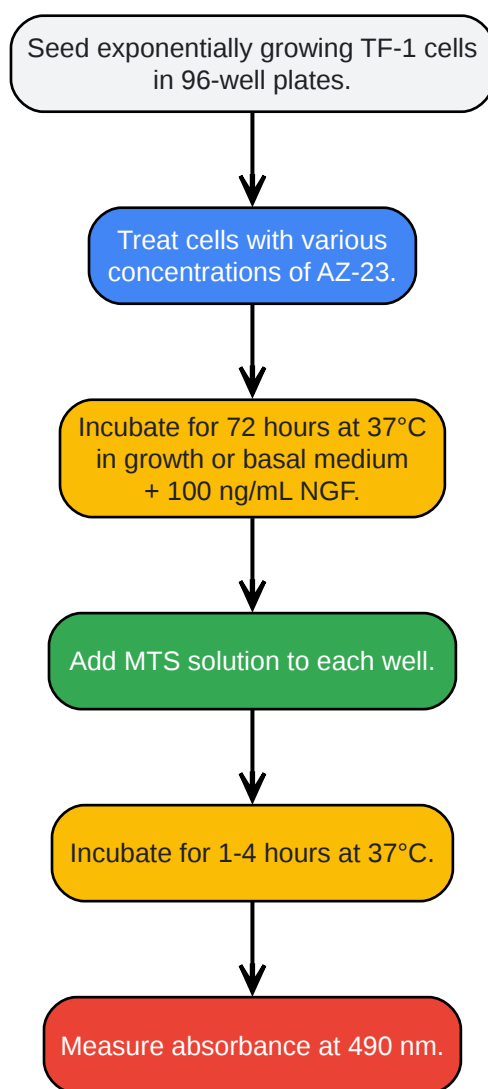 Seed exponentially growing TF-1 cells
in 96-well plates.
Treat cells with various
concentrations of AZ-23.
Incubate for 72 hours at 37°C
in growth or basal medium
+ 100 ng/mL NGF.
Add MTS solution to each well.
Incubate for 1-4 hours at 37°C.
Measure absorbance at 490 nm.